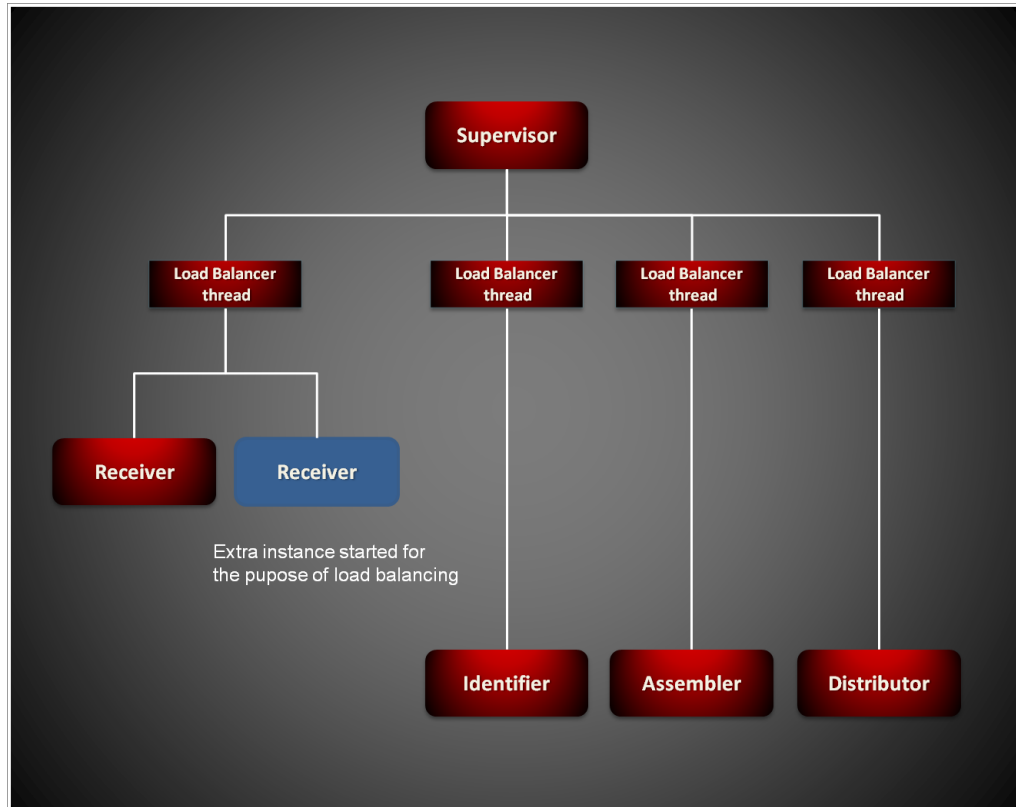 Supervisor
Load Balancer
thread
Load Balancer
thread
Load Balancer
thread
Load Balancer
thread
Receiver
Receiver
Extra instance started for
the pupose of load balancing
Identifier
Assembler
Distributor